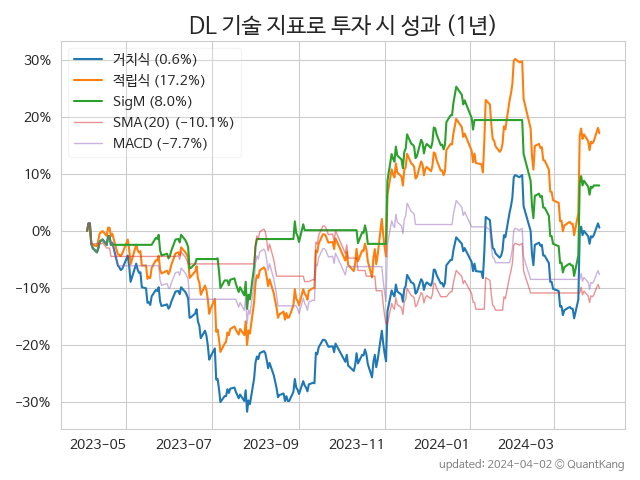 DL 기술 지표로 투자 시 성과 (1년)
30%
20%
10%
0%
−10%
−20%
−30%
거치식 (0.6%)
적립식 (17.2%)
SigM (8.0%)
SMA(20) (−10.1%)
MACD (−7.7%)
2023-05 2023-07 2023-09 2023-11 2024-01 2024-03
updated: 2024-04-02 © QuantKang